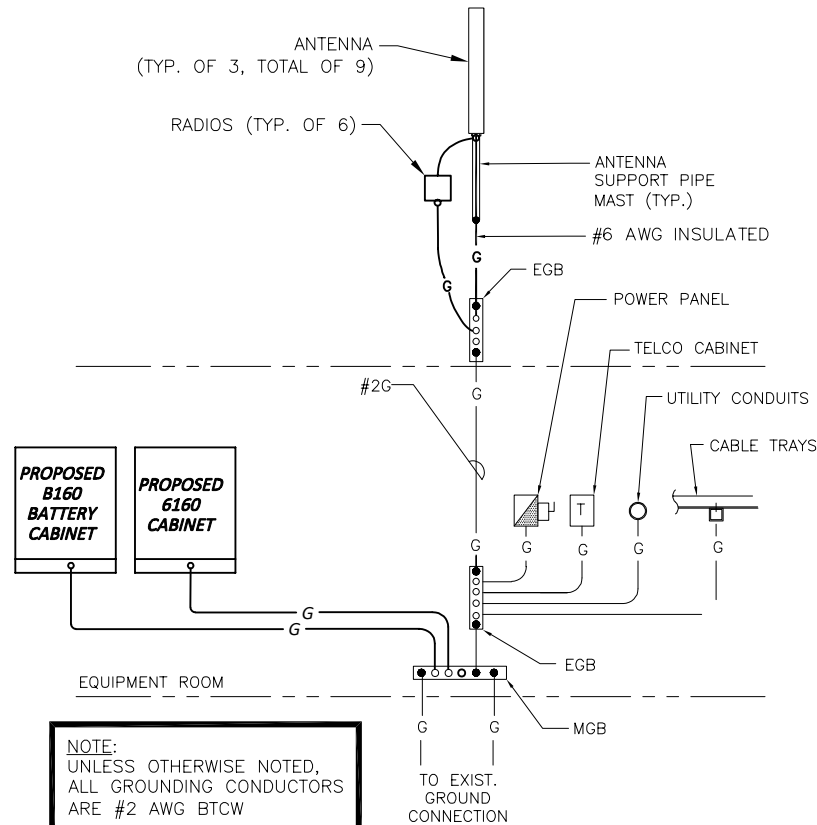 ANTENNA
(TYP. OF 3, TOTAL OF 9)
RADIOS (TYP. OF 6)
ANTENNA
SUPPORT PIPE
MAST (TYP.)
#6 AWG INSULATED
G
G
EGB
POWER PANEL
TELCO CABINET
#2G
G
UTILITY CONDUITS
CABLE TRAYS
PROPOSED
B160
BATTERY
CABINET
PROPOSED
6160
CABINET
T
G
G
G
G
G
G
G
EGB
EQUIPMENT ROOM
G
G
MGB
TO EXIST.
GROUND
CONNECTION
NOTE:
UNLESS OTHERWISE NOTED,
ALL GROUNDING CONDUCTORS
ARE #2 AWG BTCW